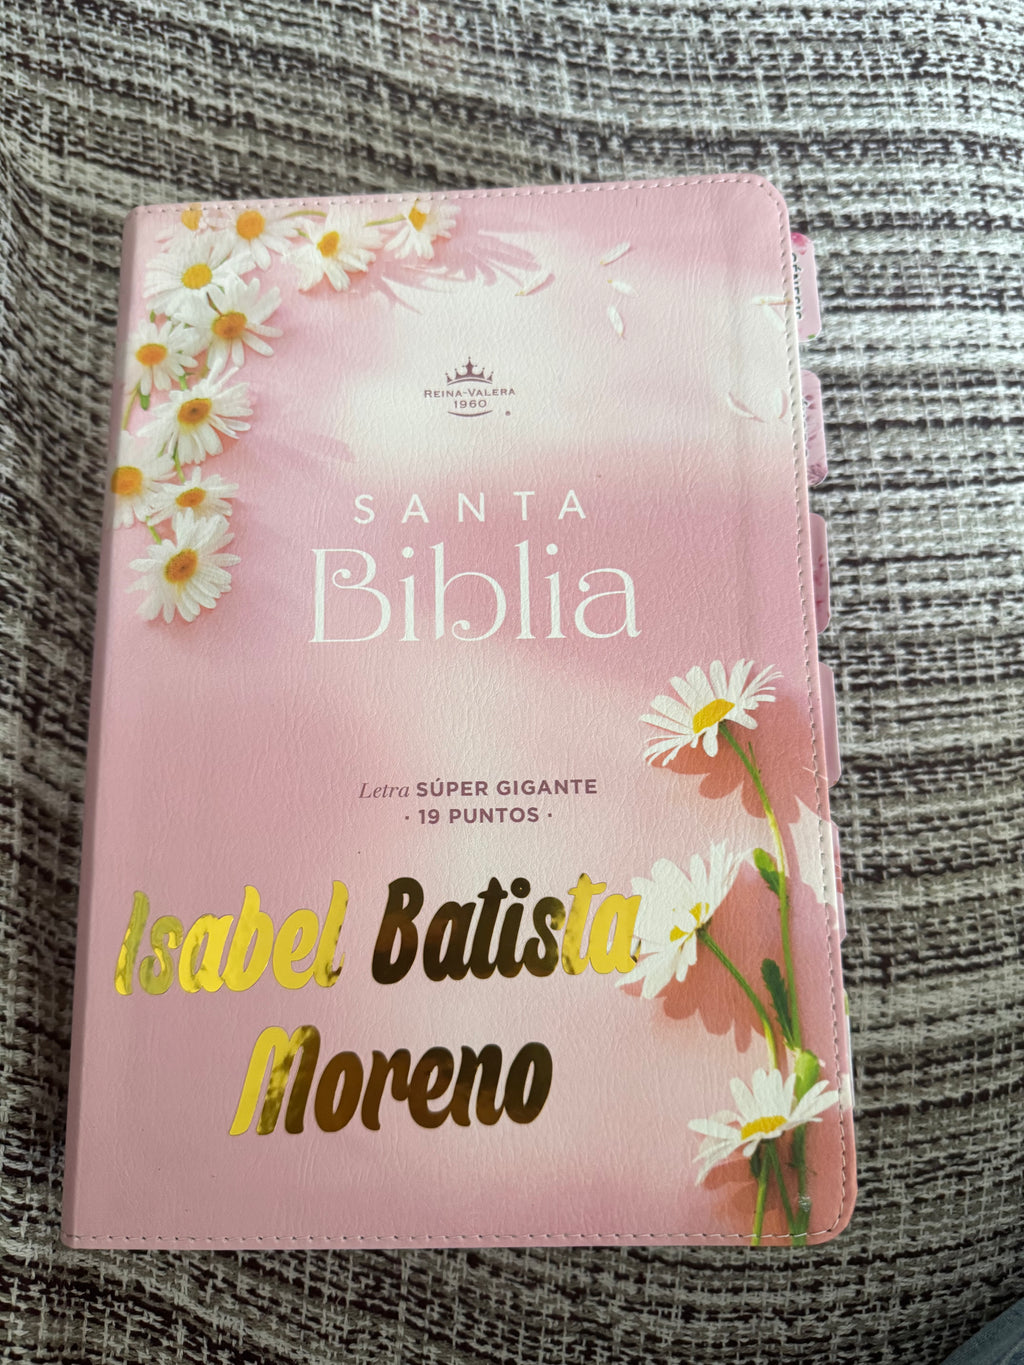 REINA-VALERA
1960
SANTA
Biblia
Letra SÚPER GIGANTE
· 19 PUNTOS ·
Isabel Batista
Moreno